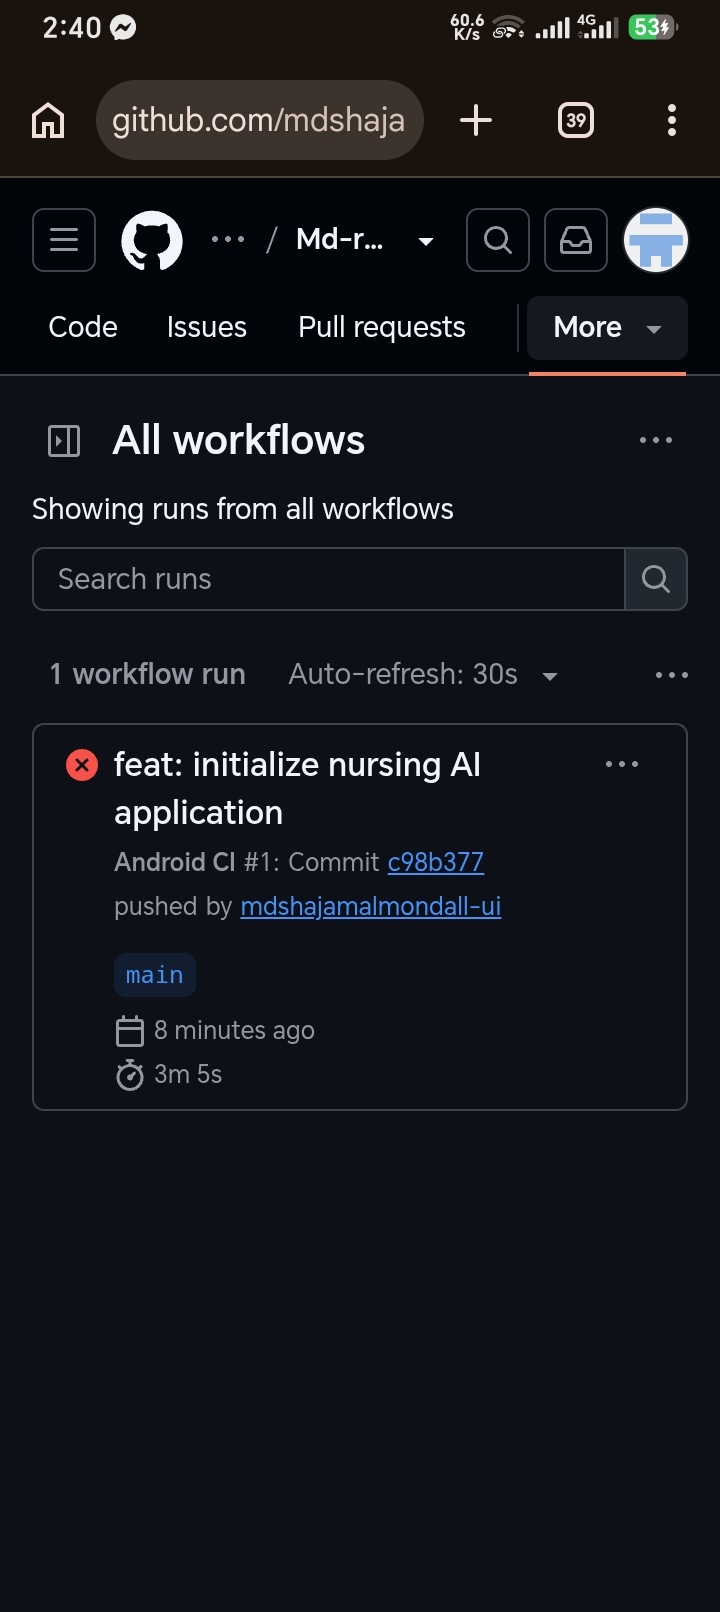 2:40
60.6 K/s
4G
53
github.com/mdshaja
39
... / Md-r...
Code Issues Pull requests More
All workflows
Showing runs from all workflows
Search runs
1 workflow run Auto-refresh: 30s
feat: initialize nursing AI
application
Android CI #1: Commit c98b377
pushed by mdshajamalmondall-ui
main
8 minutes ago
3m 5s